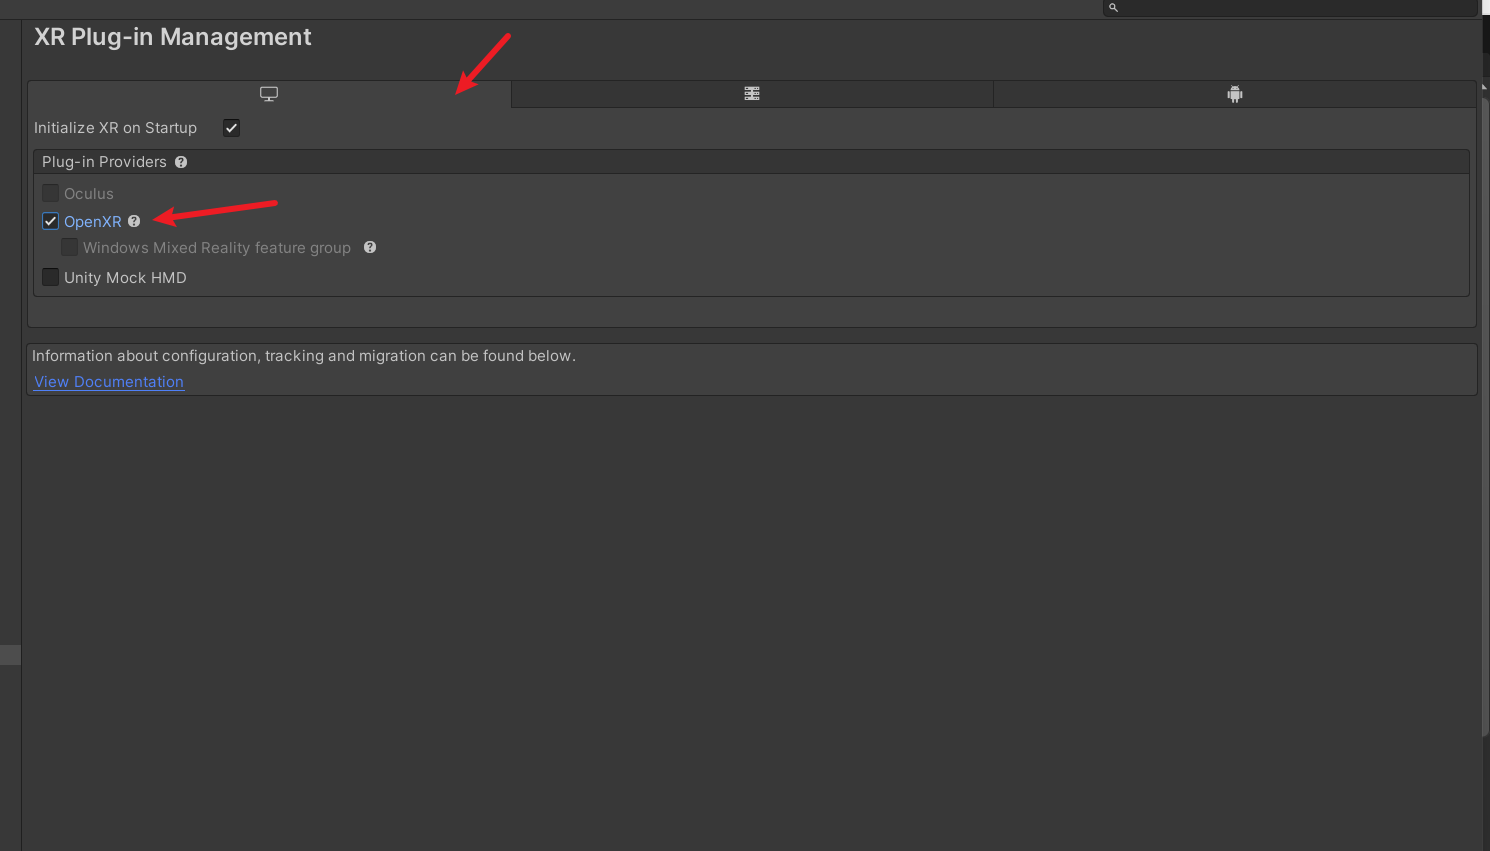 XR Plug-in Management
Initialize XR on Startup
Plug-in Providers
Oculus
OpenXR
Windows Mixed Reality feature group
Unity Mock HMD
Information about configuration, tracking and migration can be found below.
View Documentation